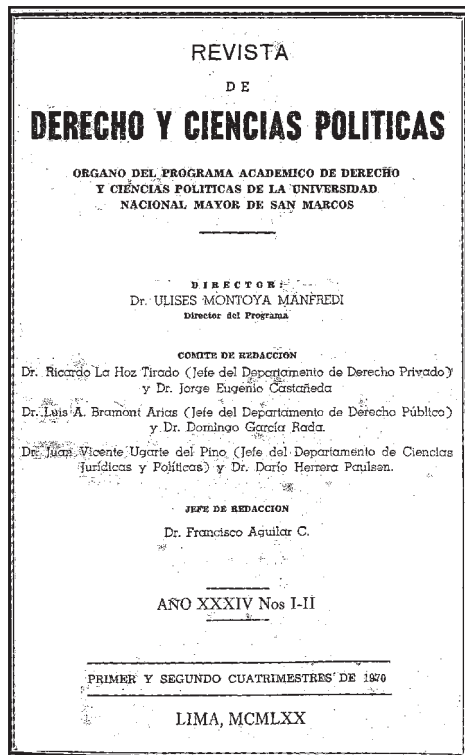 REVISTA
DE
DERECHO Y CIENCIAS POLITICAS
ORGANO DEL PROGRAMA ACADEMICO DE DERECHO
Y CIENCIAS POLITICAS DE LA UNIVERSIDAD
NACIONAL MAYOR DE SAN MARCOS
DIRECTOR:
Dr. ULISES MONTOYA MANFREDI
Director del Programa
COMITE DE REDACCION
Dr. Ricardo La Hoz Tirado (Jefe del Departamento de Derecho Privado)
y Dr. Jorge Eugenio Castañeda
Dr. Luis A. Bramont Arias (Jefe del Departamento de Derecho Público)
y Dr. Domingo García Rada.
Dr. Juan Vicente Ugarte del Pino (Jefe del Departamento de Ciencias
Jurídicas y Políticas) y Dr. Darío Herrera Paulsen.
JEFE DE REDACCION
Dr. Francisco Aguilar C.
AÑO XXXIV Nos I-II
PRIMER Y SEGUNDO CUATRIMESTRES DE 1970
LIMA, MCMLXX